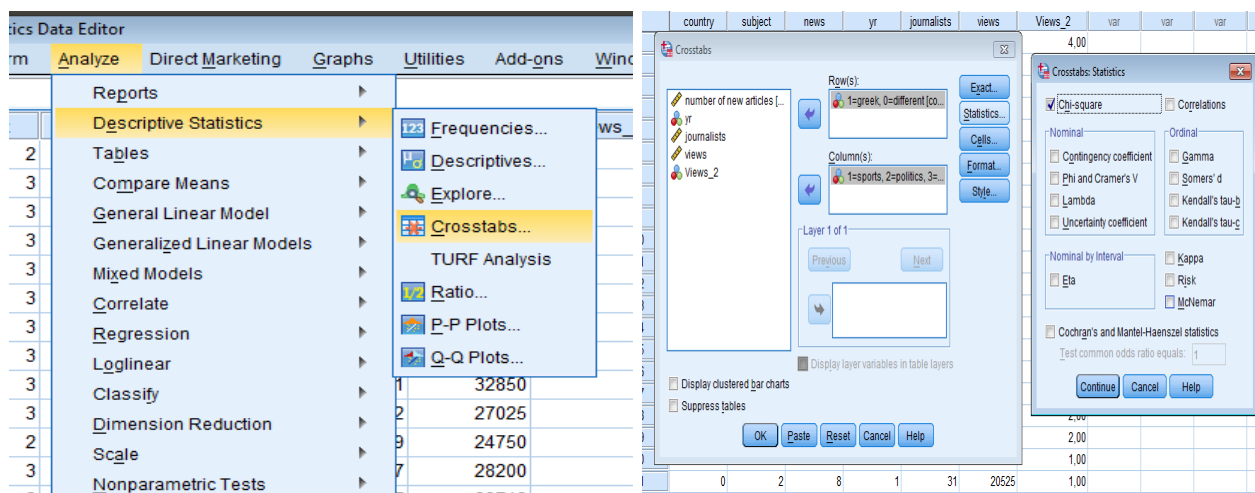 tics Data Editor
rm Analyze Direct Marketing Graphs Utilities Add-ons Wind
Reports
Descriptive Statistics
Tables
Compare Means
General Linear Model
Generalized Linear Models
Mixed Models
Correlate
Regression
Loglinear
Classify
Dimension Reduction
Scale
Nonparametric Tests
2
3
3
3
3
3
3
3
3
3
2
3
ws_
Frequencies...
Descriptives...
Explore...
Crosstabs...
TURF Analysis
Ratio...
P-P Plots...
Q-Q Plots...
1 32850
2 27025
9 24750
7 28200
country subject news yr journalists views Views_2 var var var
4,00
Crosstabs
number of new articles [...
yr
journalists
views
Views_2
Row(s):
1=greek, 0=different [co...
Column(s):
1=sports, 2=politics, 3=...
Layer 1 of 1
Previous Next
Display layer variables in table layers
Display clustered bar charts
Suppress tables
OK Paste Reset Cancel Help
Exact...
Statistics...
Cells...
Format...
Style...
Crosstabs: Statistics
Chi-square Correlations
Nominal
Contingency coefficient
Phi and Cramer's V
Lambda
Uncertainty coefficient
Ordinal
Gamma
Somers' d
Kendall's tau-b
Kendall's tau-c
Nominal by Interval
Eta
Kappa
Risk
McNemar
Cochran's and Mantel-Haenszel statistics
Test common odds ratio equals: 1
Continue Cancel Help
2,00
2,00
1,00
0 2 8 1 31 20525 1,00